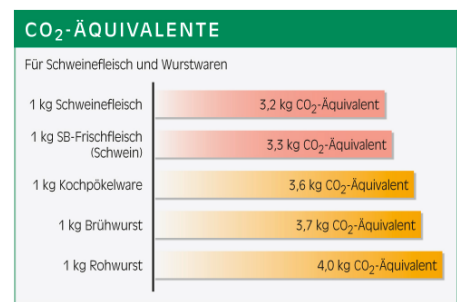 CO₂-ÄQUIVALENTE
Für Schweinefleisch und Wurstwaren
1 kg Schweinefleisch
3,2 kg CO₂-Äquivalent
1 kg SB-Frischfleisch
(Schwein)
3,3 kg CO₂-Äquivalent
1 kg Kochpökelware
3,6 kg CO₂-Äquivalent
1 kg Brühwurst
3,7 kg CO₂-Äquivalent
1 kg Rohwurst
4,0 kg CO₂-Äquivalent